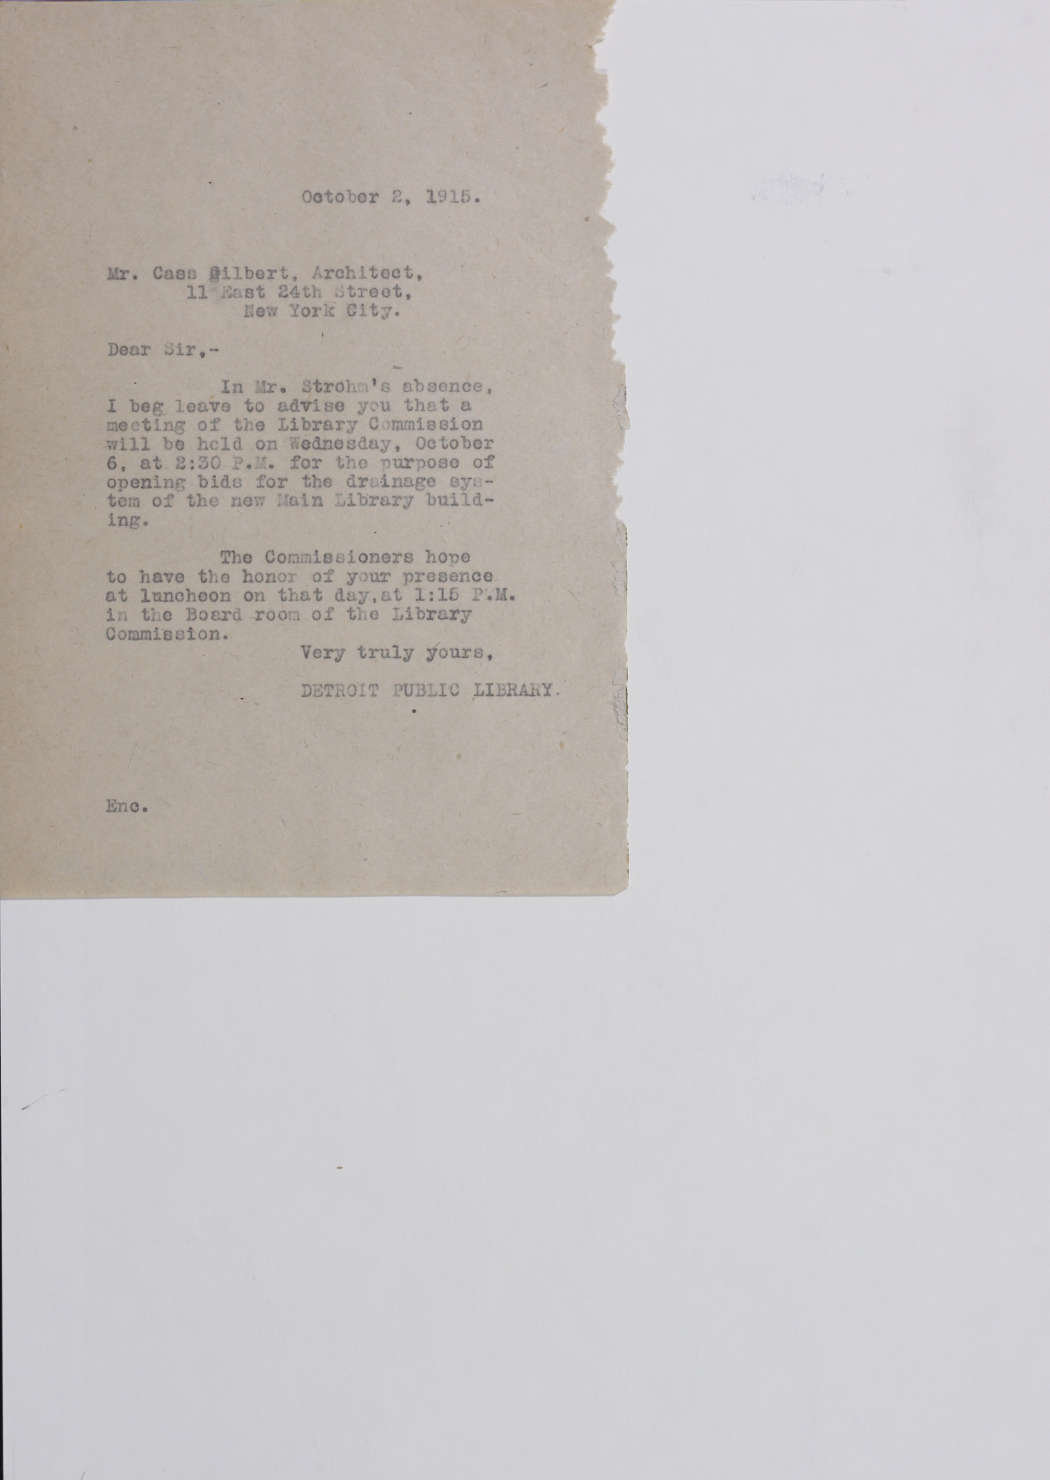 October 2, 1915.
Mr. Cass Gilbert, Architect,
11 East 24th Street,
New York City.
Dear Sir,-
In Mr. Strohm's absence,
I beg leave to advise you that a
meeting of the Library Commission
will be held on Wednesday, October
6, at 2:30 P.M. for the purpose of
opening bids for the drainage sys-
tem of the new Main Library build-
ing.
The Commissioners hope
to have the honor of your presence
at luncheon on that day,at 1:15 P.M.
in the Board room of the Library
Commission.
Very truly yours,
DETROIT PUBLIC LIBRARY.
Enc.